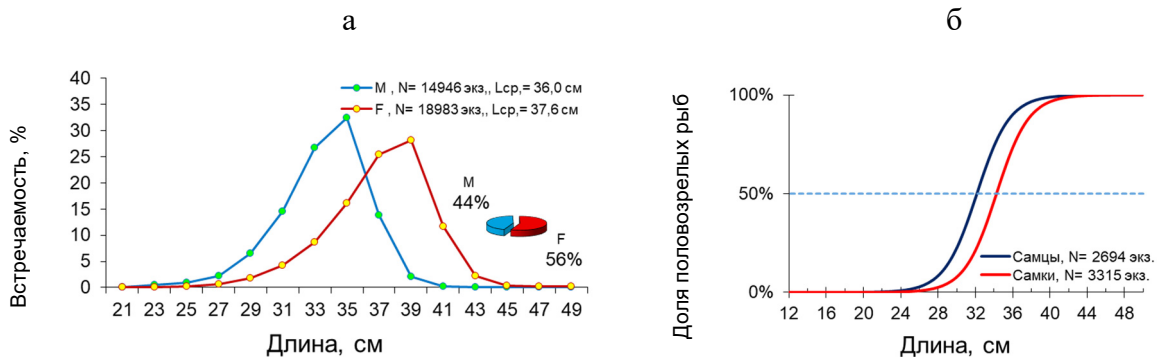 а
Встречаемость, %
40
35
30
25
20
15
10
5
0
M , N= 14946 экз,, Lср,= 36,0 см
F , N= 18983 экз,, Lср,= 37,6 см
M
44%
F
56%
21 23 25 27 29 31 33 35 37 39 41 43 45 47 49
Длина, см
б
Доля половозрелых рыб
100%
50%
0%
Самцы, N= 2694 экз.
Самки, N= 3315 экз.
12 16 20 24 28 32 36 40 44 48
Длина, см